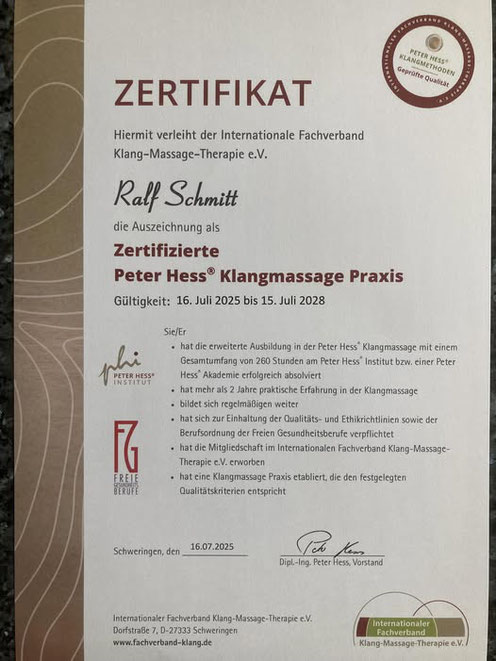 INTERNATIONALER FACHVERBAND KLANG-MASSAGE-THERAPIE e.V.
PETER HESS®
KLANGMETHODEN
Geprüfte Qualität
ZERTIFIKAT
Hiermit verleiht der Internationale Fachverband
Klang-Massage-Therapie e.V.
Ralf Schmitt
die Auszeichnung als
Zertifizierte
Peter Hess® Klangmassage Praxis
Gültigkeit: 16. Juli 2025 bis 15. Juli 2028
Sie/Er
• hat die erweiterte Ausbildung in der Peter Hess® Klangmassage mit einem
Gesamtumfang von 260 Stunden am Peter Hess® Institut bzw. einer Peter
Hess® Akademie erfolgreich absolviert
• hat mehr als 2 Jahre praktische Erfahrung in der Klangmassage
• bildet sich regelmäßigen weiter
• hat sich zur Einhaltung der Qualitäts- und Ethikrichtlinien sowie der
Berufsordnung der Freien Gesundheitsberufe verpflichtet
• hat die Mitgliedschaft im Internationalen Fachverband Klang-Massage-
Therapie e.V. erworben
• hat eine Klangmassage Praxis etabliert, die den festgelegten
Qualitätskriterien entspricht
phi
PETER HESS®
INSTITUT
FG
FREIE
GESUNDHEITS
BERUFE
Schweringen, den 16.07.2025
Dipl.-Ing. Peter Hess, Vorstand
Internationaler Fachverband Klang-Massage-Therapie e.V.
Dorfstraße 7, D-27333 Schweringen
www.fachverband-klang.de
Internationaler
Fachverband
Klang-Massage-Therapie e.V.